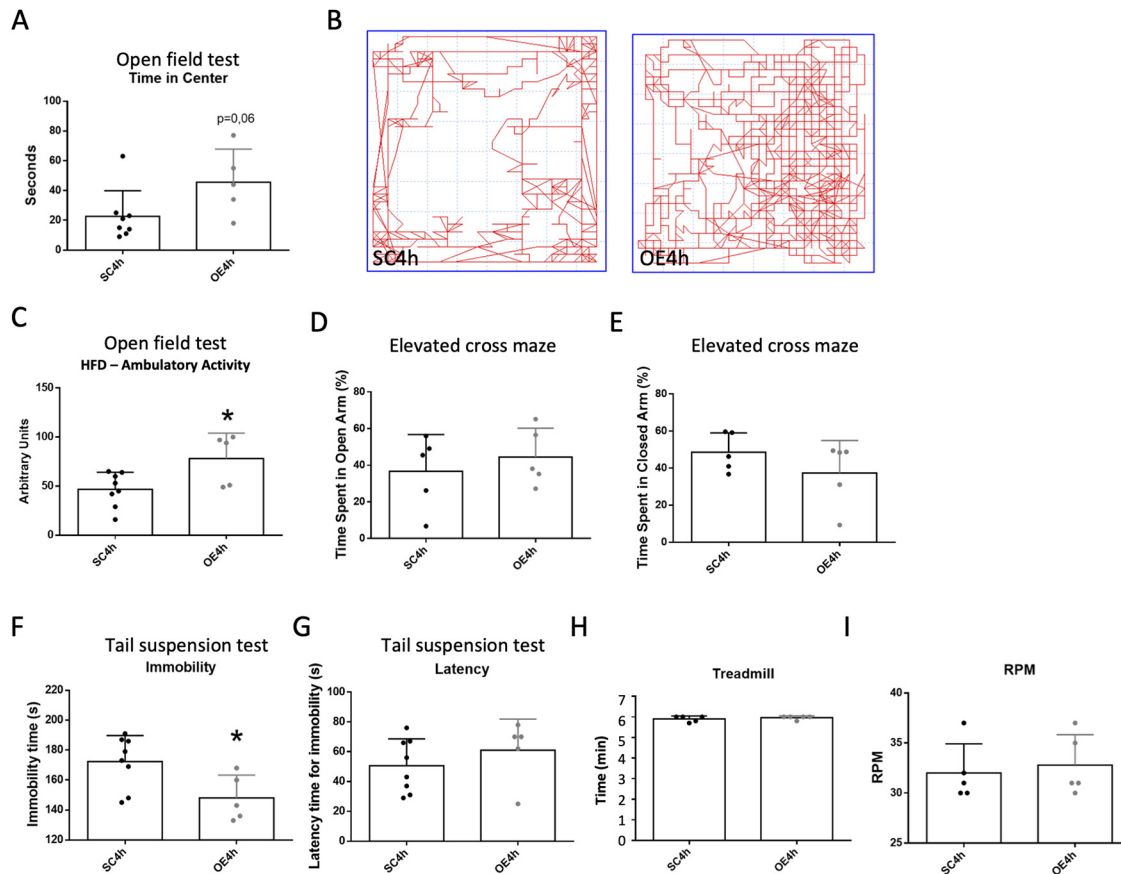 A
Open field test
Time in Center
Seconds
100
80
60
40
20
0
p=0,06
SC4h
OE4h
B
SC4h
OE4h
C
Open field test
HFD – Ambulatory Activity
Arbitrary Units
150
100
50
0
*
SC4h
OE4h
D
Elevated cross maze
Time Spent in Open Arm (%)
80
60
40
20
0
SC4h
OE4h
E
Elevated cross maze
Time Spent in Closed Arm (%)
80
60
40
20
0
SC4h
OE4h
F
Tail suspension test
Immobility
Immobility time (s)
220
200
180
160
140
120
*
SC4h
OE4h
G
Tail suspension test
Latency
Latency time for immobility (s)
100
80
60
40
20
0
SC4h
OE4h
H
Treadmill
Time (min)
7
6
5
4
3
2
1
0
SC4h
OE4h
I
RPM
RPM
40
35
30
25
SC4h
OE4h